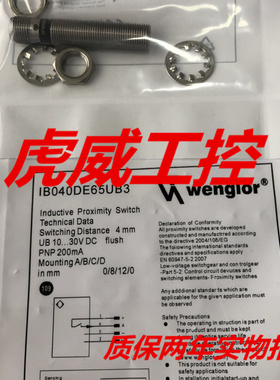 虎威工控
IB040DE65UB3
wenglor
Inductive Proximity Switch
Technical Data
Switching Distance 4 mm
UB 10...30V DC flush
PNP 200mA
Mounting A/B/C/D
in mm 0/8/12/0
Declaration of Conformity
All proximity switches are developed
constructed and manufactured according
to the directive 2004/108/EG
The following international standards
directives and specifications apply:
EN 60947-5-2:2007
Low-voltage switchgear and controlgear
-Part 5-2: Control circuit devices and
switching elements- Proximity switches
Any additional standards which are
applicable for the given application must
be observed
109
质保两年实物拍